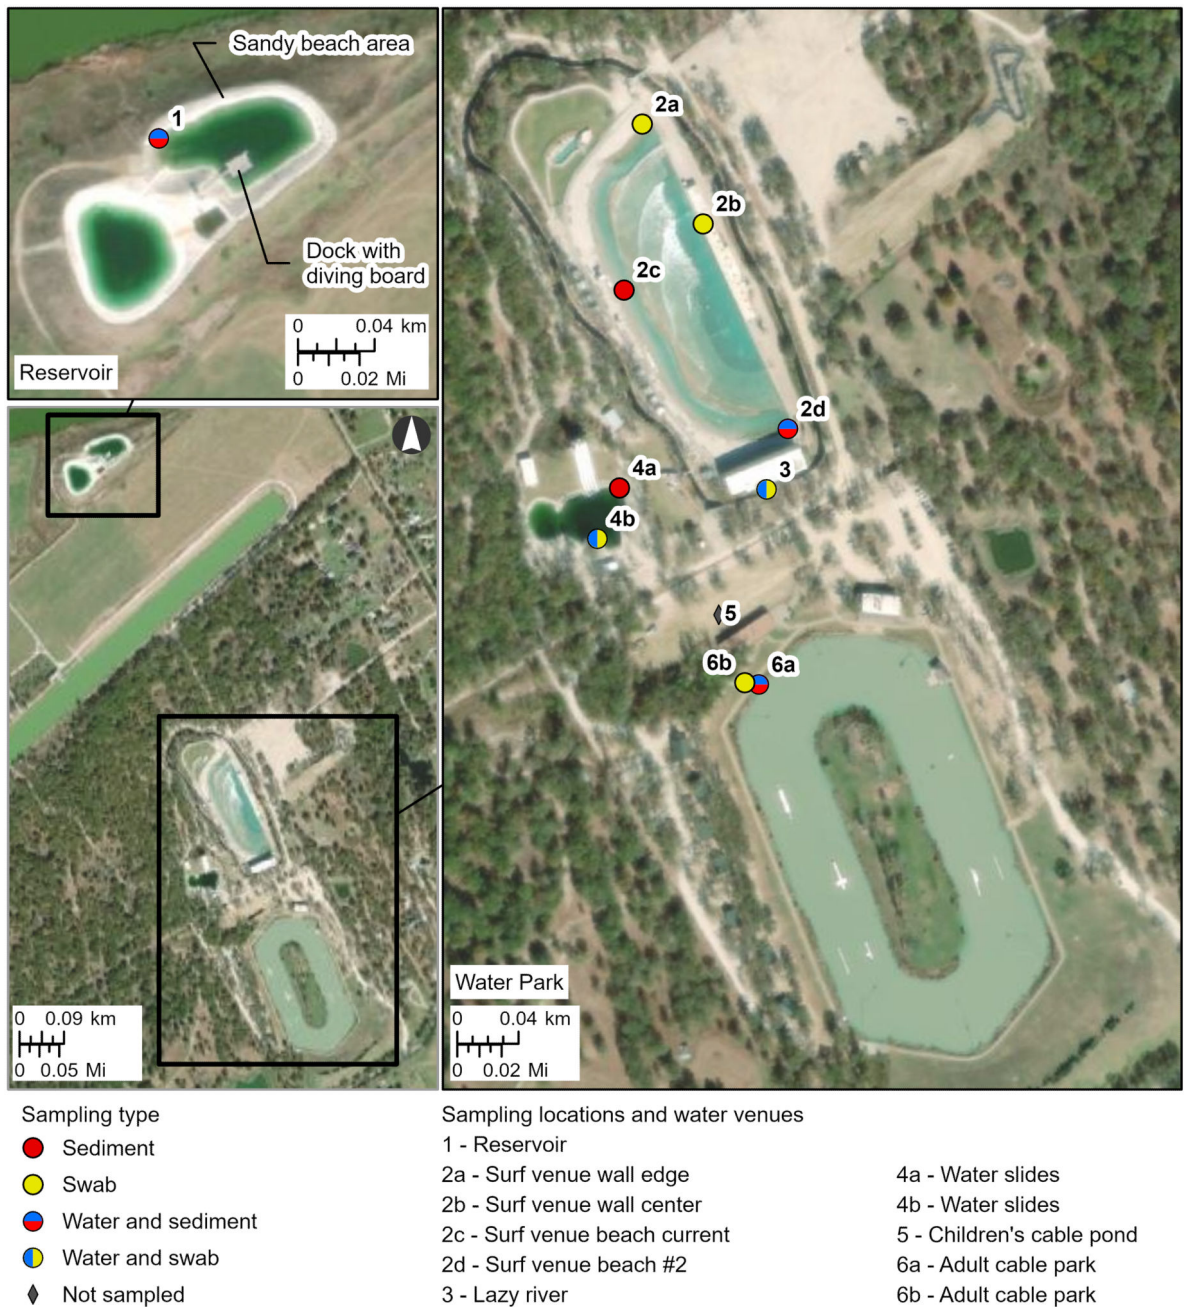 Sandy beach area
1
Dock with
diving board
0 0.04 km
0 0.02 Mi
Reservoir
2a
2b
2c
2d
3
4a
4b
5
6b 6a
Water Park
0 0.04 km
0 0.02 Mi
0 0.09 km
0 0.05 Mi
Sampling type
Sediment
Swab
Water and sediment
Water and swab
Not sampled
Sampling locations and water venues
1 - Reservoir
2a - Surf venue wall edge
2b - Surf venue wall center
2c - Surf venue beach current
2d - Surf venue beach #2
3 - Lazy river
4a - Water slides
4b - Water slides
5 - Children's cable pond
6a - Adult cable park
6b - Adult cable park